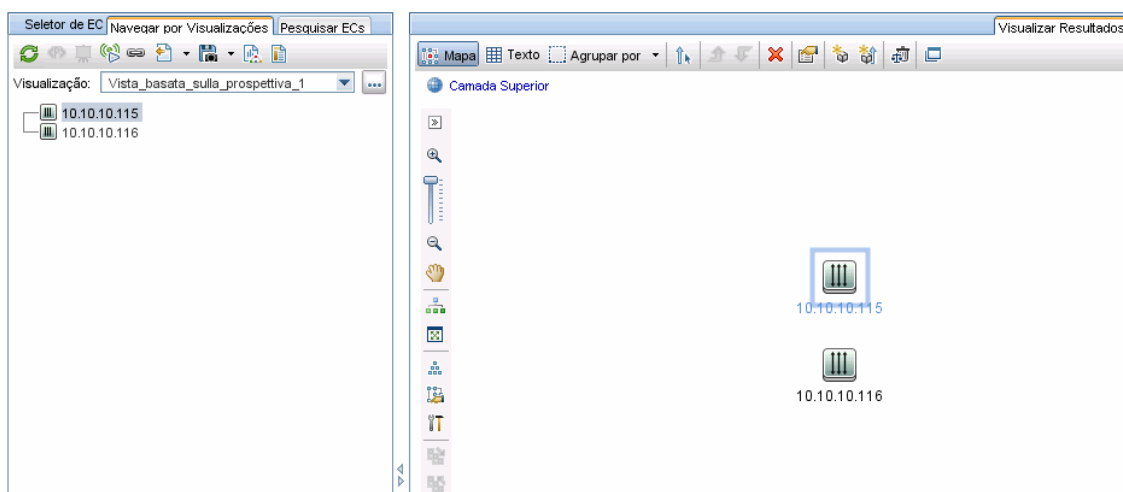 Seletor de EC Navegar por Visualizações Pesquisar ECs
Visualização: Vista_basata_sulla_prospettiva_1 ...
10.10.10.115
10.10.10.116
Visualizar Resultados
Mapa Texto Agrupar por
Camada Superior
10.10.10.115
10.10.10.116